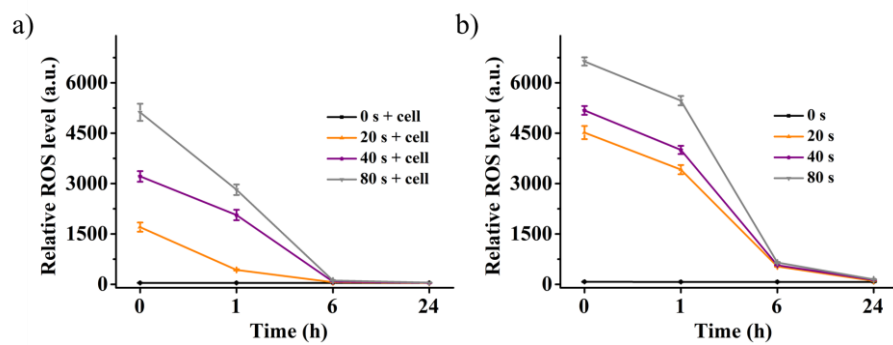 a)
Relative ROS level (a.u.)
6000
4500
3000
1500
0
0 s + cell
20 s + cell
40 s + cell
80 s + cell
0 1 6 24
Time (h)
b)
Relative ROS level (a.u.)
6000
4500
3000
1500
0
0 s
20 s
40 s
80 s
0 1 6 24
Time (h)